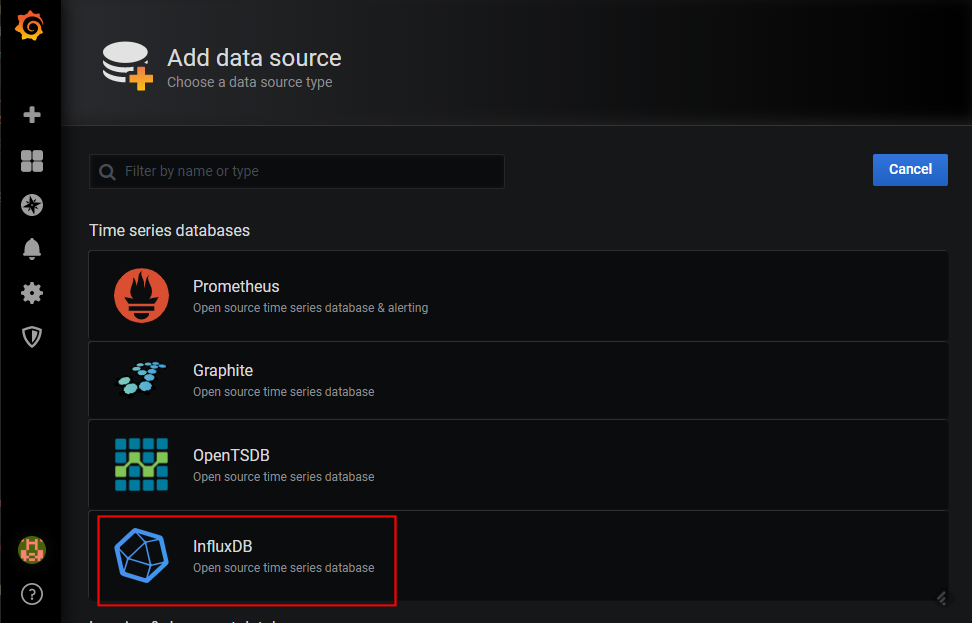 Add data source
Choose a data source type
Filter by name or type
Cancel
Time series databases
Prometheus
Open source time series database & alerting
Graphite
Open source time series database
OpenTSDB
Open source time series database
InfluxDB
Open source time series database
?